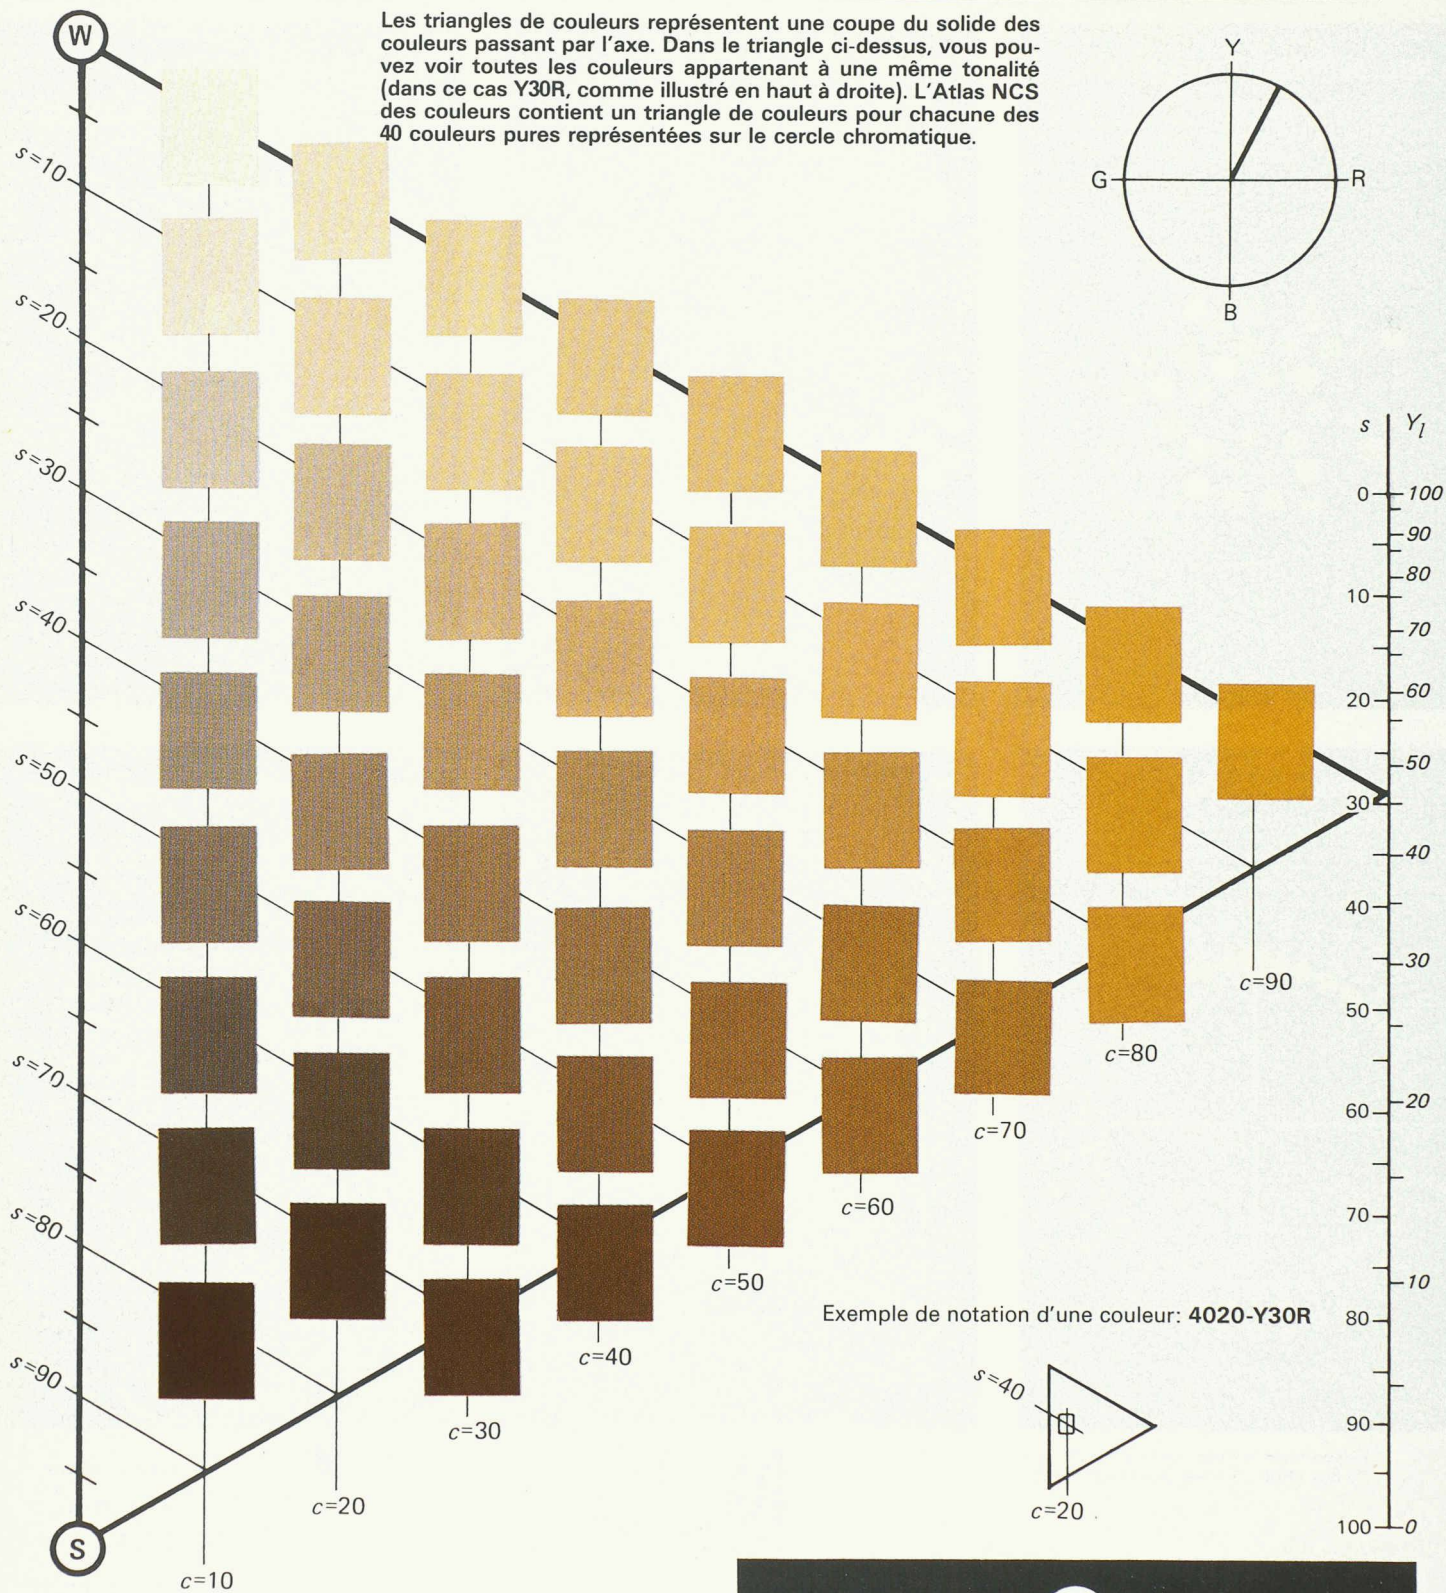 W
Les triangles de couleurs représentent une coupe du solide des
couleurs passant par l'axe. Dans le triangle ci-dessus, vous pou-
vez voir toutes les couleurs appartenant à une même tonalité
(dans ce cas Y30R, comme illustré en haut à droite). L'Atlas NCS
des couleurs contient un triangle de couleurs pour chacune des
40 couleurs pures représentées sur le cercle chromatique.
Y
G
R
B
s=10
s=20
s=30
s=40
s=50
s=60
s=70
s=80
s=90
S
c=10
c=20
c=30
c=40
c=50
c=60
c=70
c=80
c=90
s Yl
0 100
90
80
10
70
60
20
50
30
40
40
30
50
20
60
70
10
80
90
100 0
Exemple de notation d'une couleur: 4020-Y30R
s=40
c=20